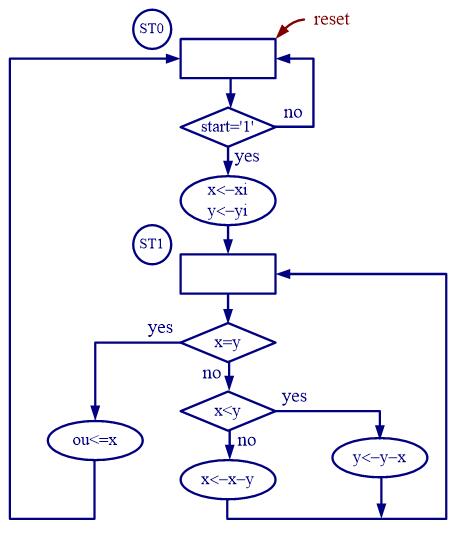 ST0
reset
start='1'
no
yes
x<–xi
y<–yi
ST1
x=y
yes
no
x<y
yes
no
ou<=x
x<–x–y
y<–y–x